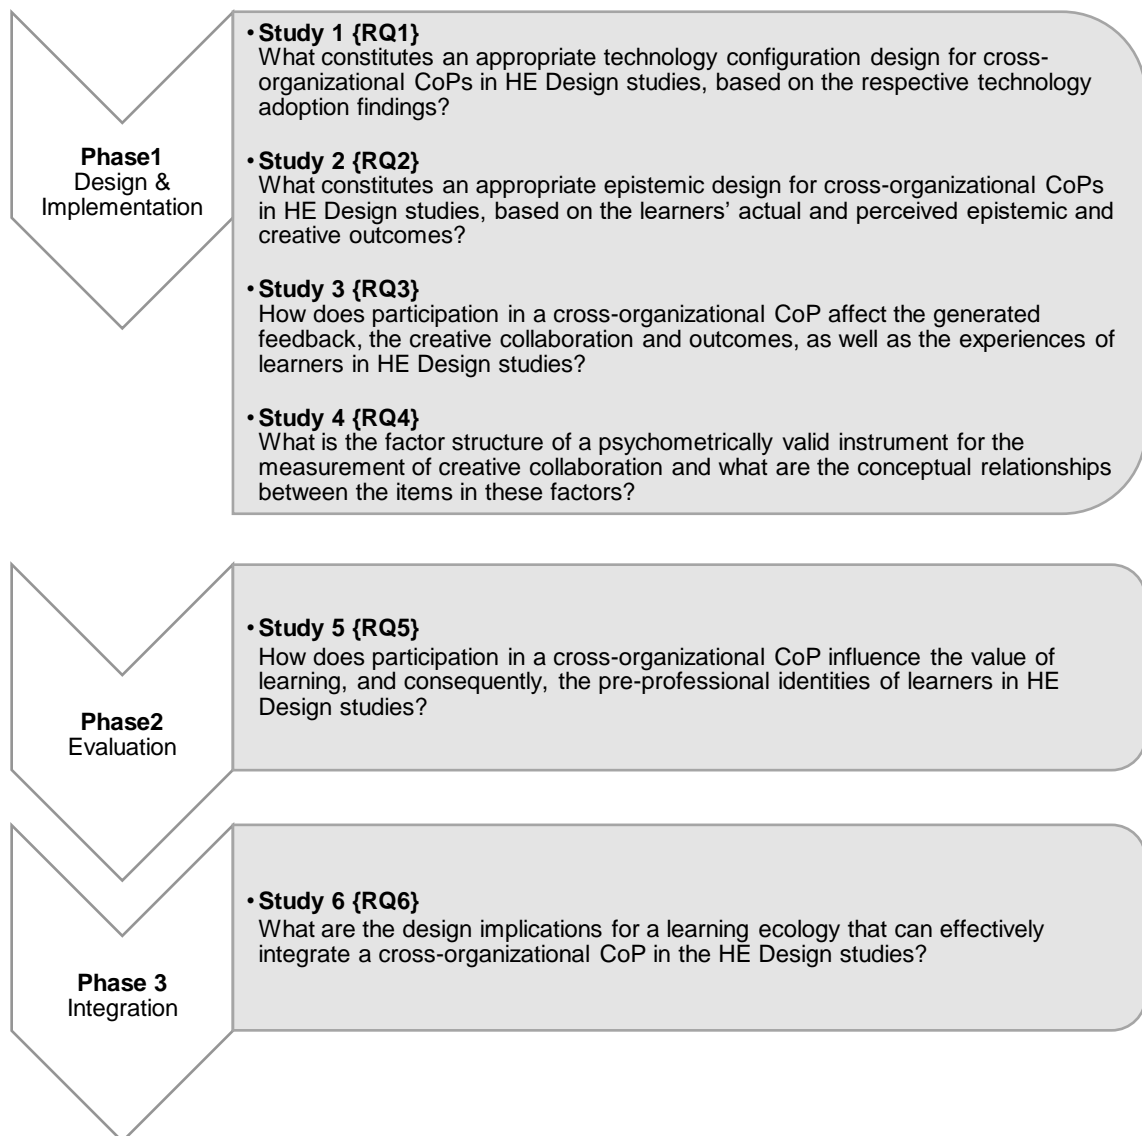 Phase1
Design &
Implementation
• Study 1 {RQ1}
What constitutes an appropriate technology configuration design for cross-
organizational CoPs in HE Design studies, based on the respective technology
adoption findings?
• Study 2 {RQ2}
What constitutes an appropriate epistemic design for cross-organizational CoPs
in HE Design studies, based on the learners’ actual and perceived epistemic and
creative outcomes?
• Study 3 {RQ3}
How does participation in a cross-organizational CoP affect the generated
feedback, the creative collaboration and outcomes, as well as the experiences of
learners in HE Design studies?
• Study 4 {RQ4}
What is the factor structure of a psychometrically valid instrument for the
measurement of creative collaboration and what are the conceptual relationships
between the items in these factors?
Phase2
Evaluation
• Study 5 {RQ5}
How does participation in a cross-organizational CoP influence the value of
learning, and consequently, the pre-professional identities of learners in HE
Design studies?
Phase 3
Integration
• Study 6 {RQ6}
What are the design implications for a learning ecology that can effectively
integrate a cross-organizational CoP in the HE Design studies?